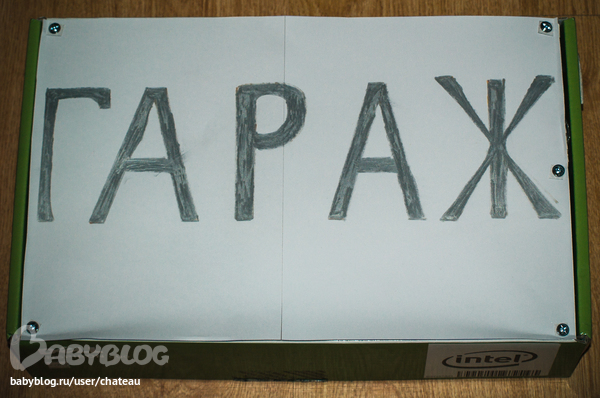 ГАРАЖ
BABYBLOG
babyblog.ru/user/chateau
intel